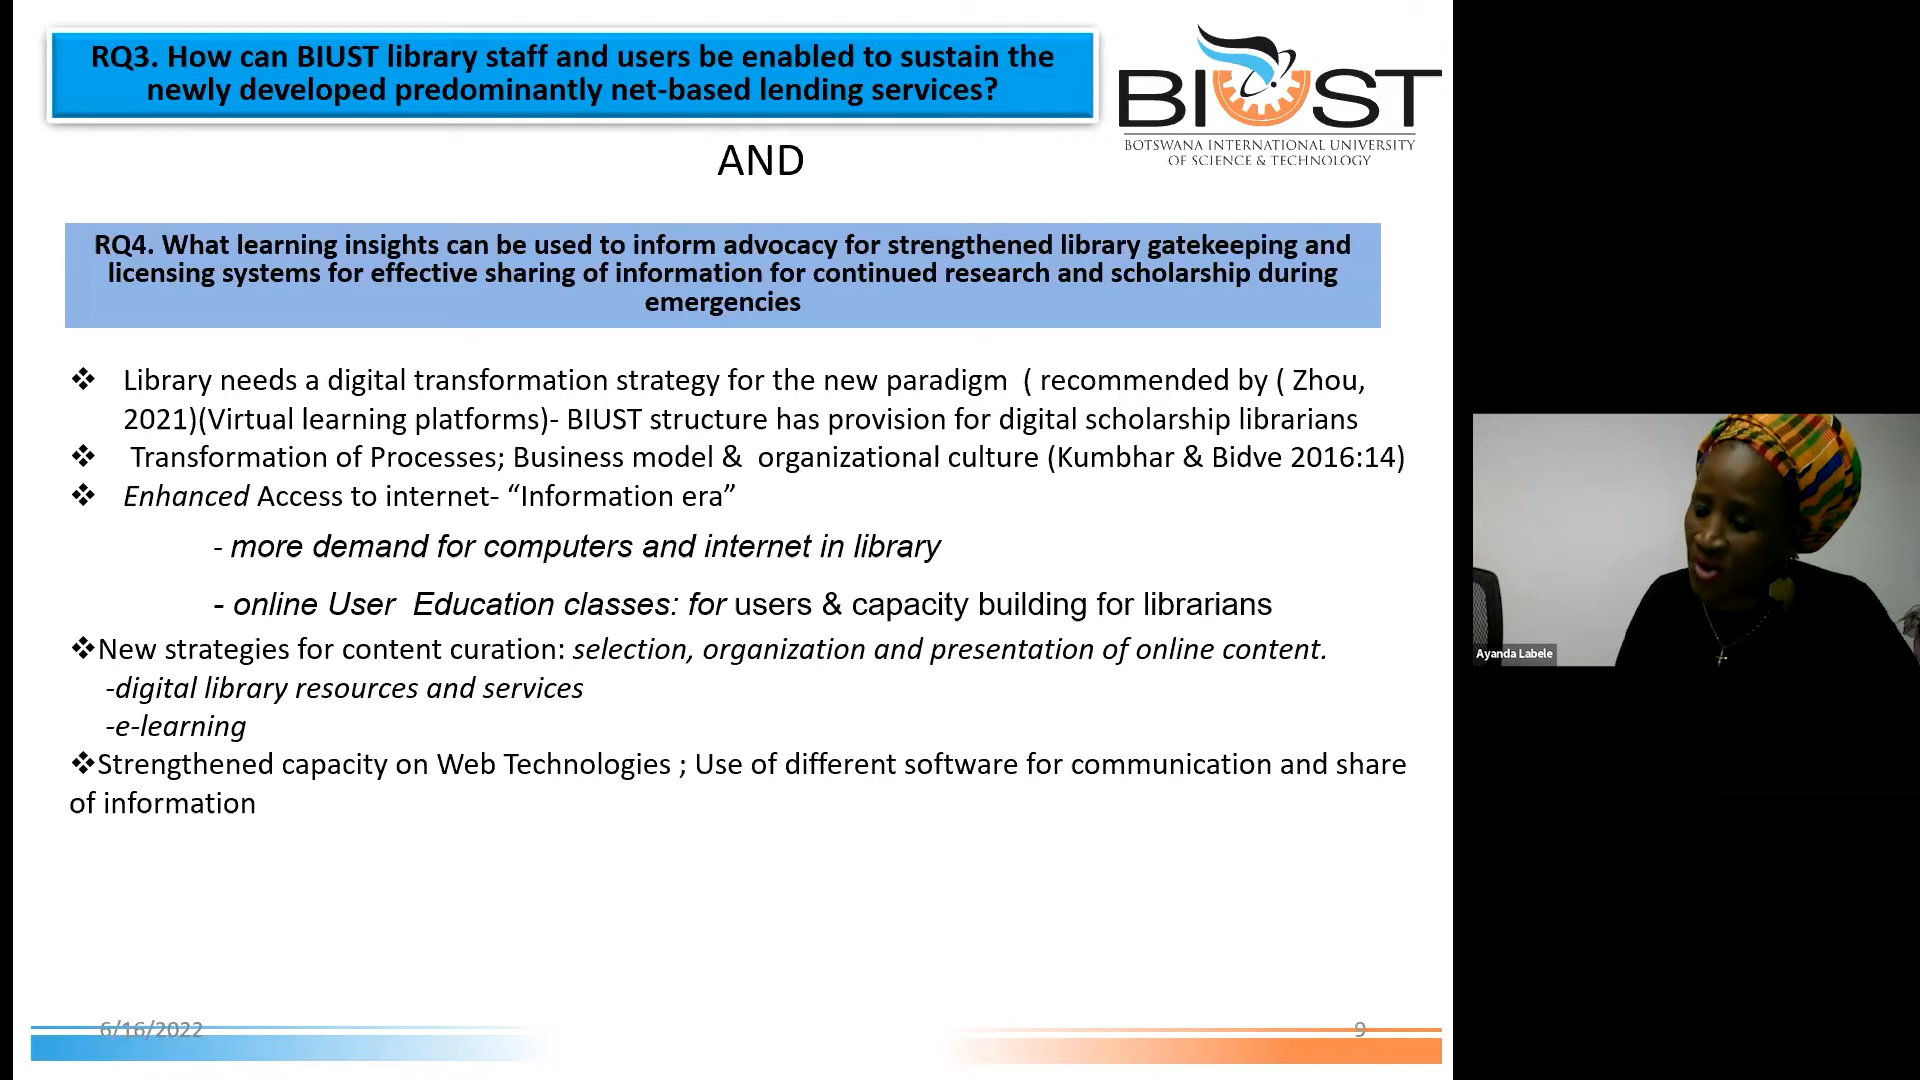 RQ3. How can BIUST library staff and users be enabled to sustain the
newly developed predominantly net-based lending services?
BIUST
BOTSWANA INTERNATIONAL UNIVERSITY
OF SCIENCE & TECHNOLOGY
AND
RQ4. What learning insights can be used to inform advocacy for strengthened library gatekeeping and
licensing systems for effective sharing of information for continued research and scholarship during
emergencies
❖ Library needs a digital transformation strategy for the new paradigm ( recommended by ( Zhou,
2021)(Virtual learning platforms)- BIUST structure has provision for digital scholarship librarians
❖ Transformation of Processes; Business model & organizational culture (Kumbhar & Bidve 2016:14)
❖ Enhanced Access to internet- “Information era”
- more demand for computers and internet in library
- online User Education classes: for users & capacity building for librarians
❖New strategies for content curation: selection, organization and presentation of online content.
-digital library resources and services
-e-learning
❖Strengthened capacity on Web Technologies ; Use of different software for communication and share
of information
Ayanda Labele
6/16/2022
9